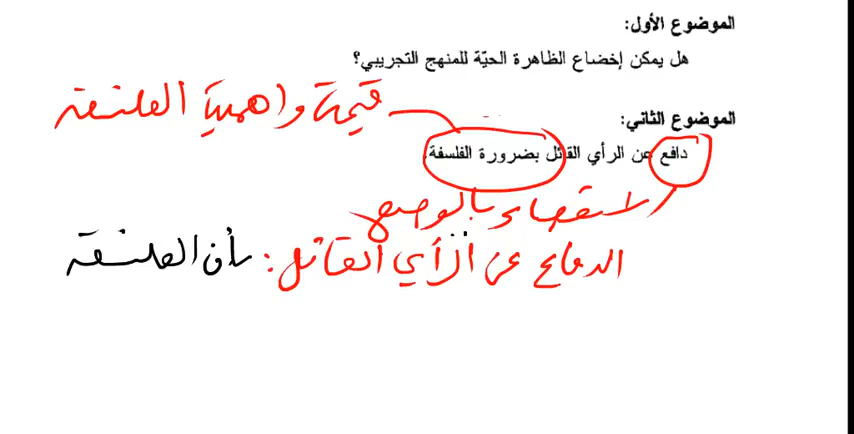 الموضوع الأول:
هل يمكن إخضاع الظاهرة الحيّة للمنهج التجريبي؟
قيمة و اهمية الفلسفة
الموضوع الثاني:
دافع عن الرأي القائل بضرورة الفلسفة.
استقصاء بالوضع
الدفاع عن الرأي القائل: بأن الفلسفة